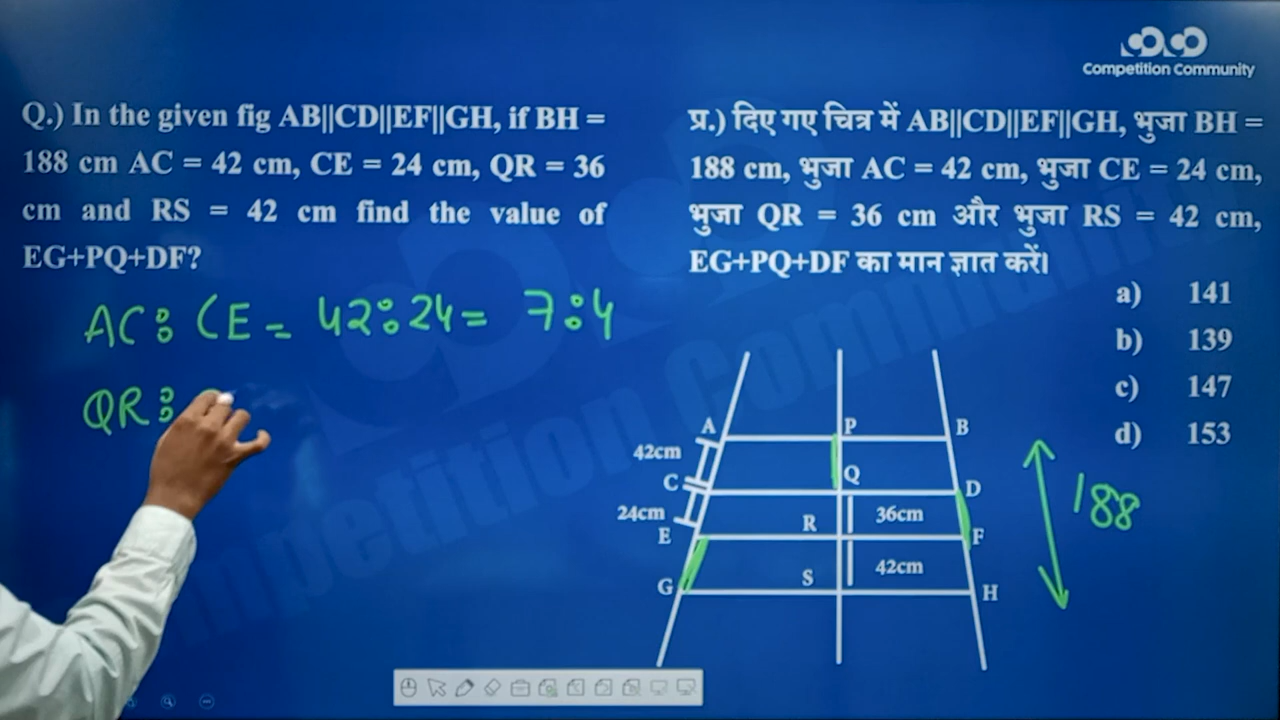 Competition Community
Q.) In the given fig AB||CD||EF||GH, if BH =
188 cm AC = 42 cm, CE = 24 cm, QR = 36
cm and RS = 42 cm find the value of
EG+PQ+DF?
प्र.) दिए गए चित्र में AB||CD||EF||GH, भुजा BH =
188 cm, भुजा AC = 42 cm, भुजा CE = 24 cm,
भुजा QR = 36 cm और भुजा RS = 42 cm,
EG+PQ+DF का मान ज्ञात करें।
a) 141
b) 139
c) 147
d) 153
AC : CE = 42 : 24 = 7 : 4
QR :
A P B
42cm
C Q D
24cm 36cm
E R F
42cm
G S H
188